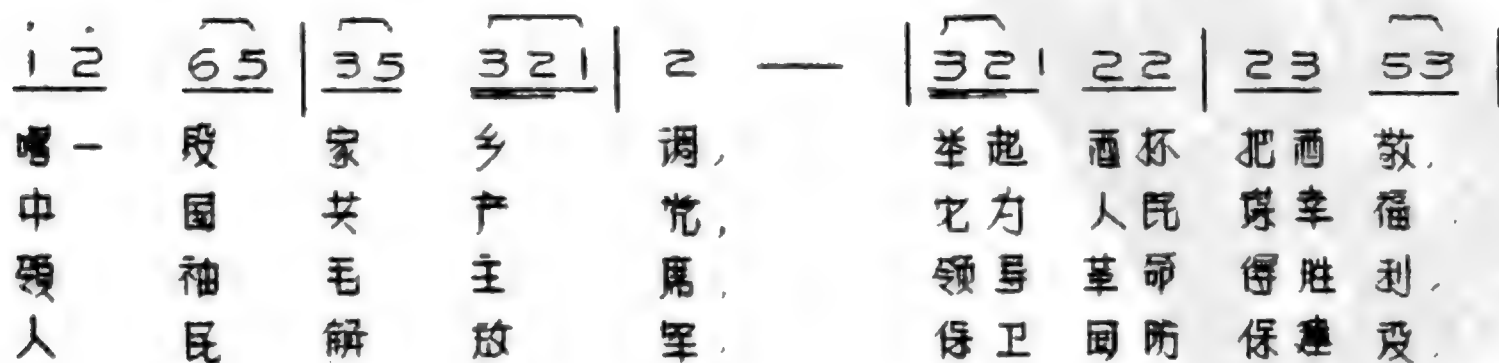 i 2 65 | 35 321 | 2 — | 321 22 | 23 53 |
唱一 段 家 乡 调, 举起 酒杯 把酒 敬.
中 国 共 产 党, 它为 人民 谋幸 福.
领 袖 毛 主 席, 领导 革命 得胜 利.
人 民 解 放 军. 保卫 国防 保建 设.